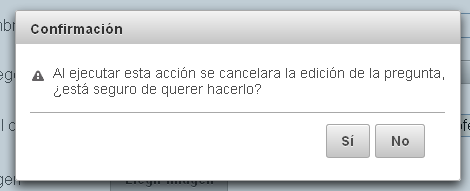 Confirmación
Al ejecutar esta acción se cancelara la edición de la pregunta,
¿está seguro de querer hacerlo?
Sí No